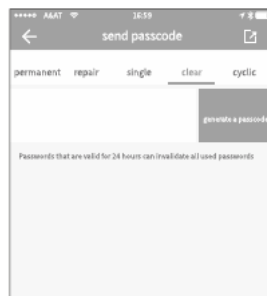 A&AT 16:59
send passcode
permanent repair single clear cyclic
generate a passcode
Passwords that are valid for 24 hours can invalidate all used passwords